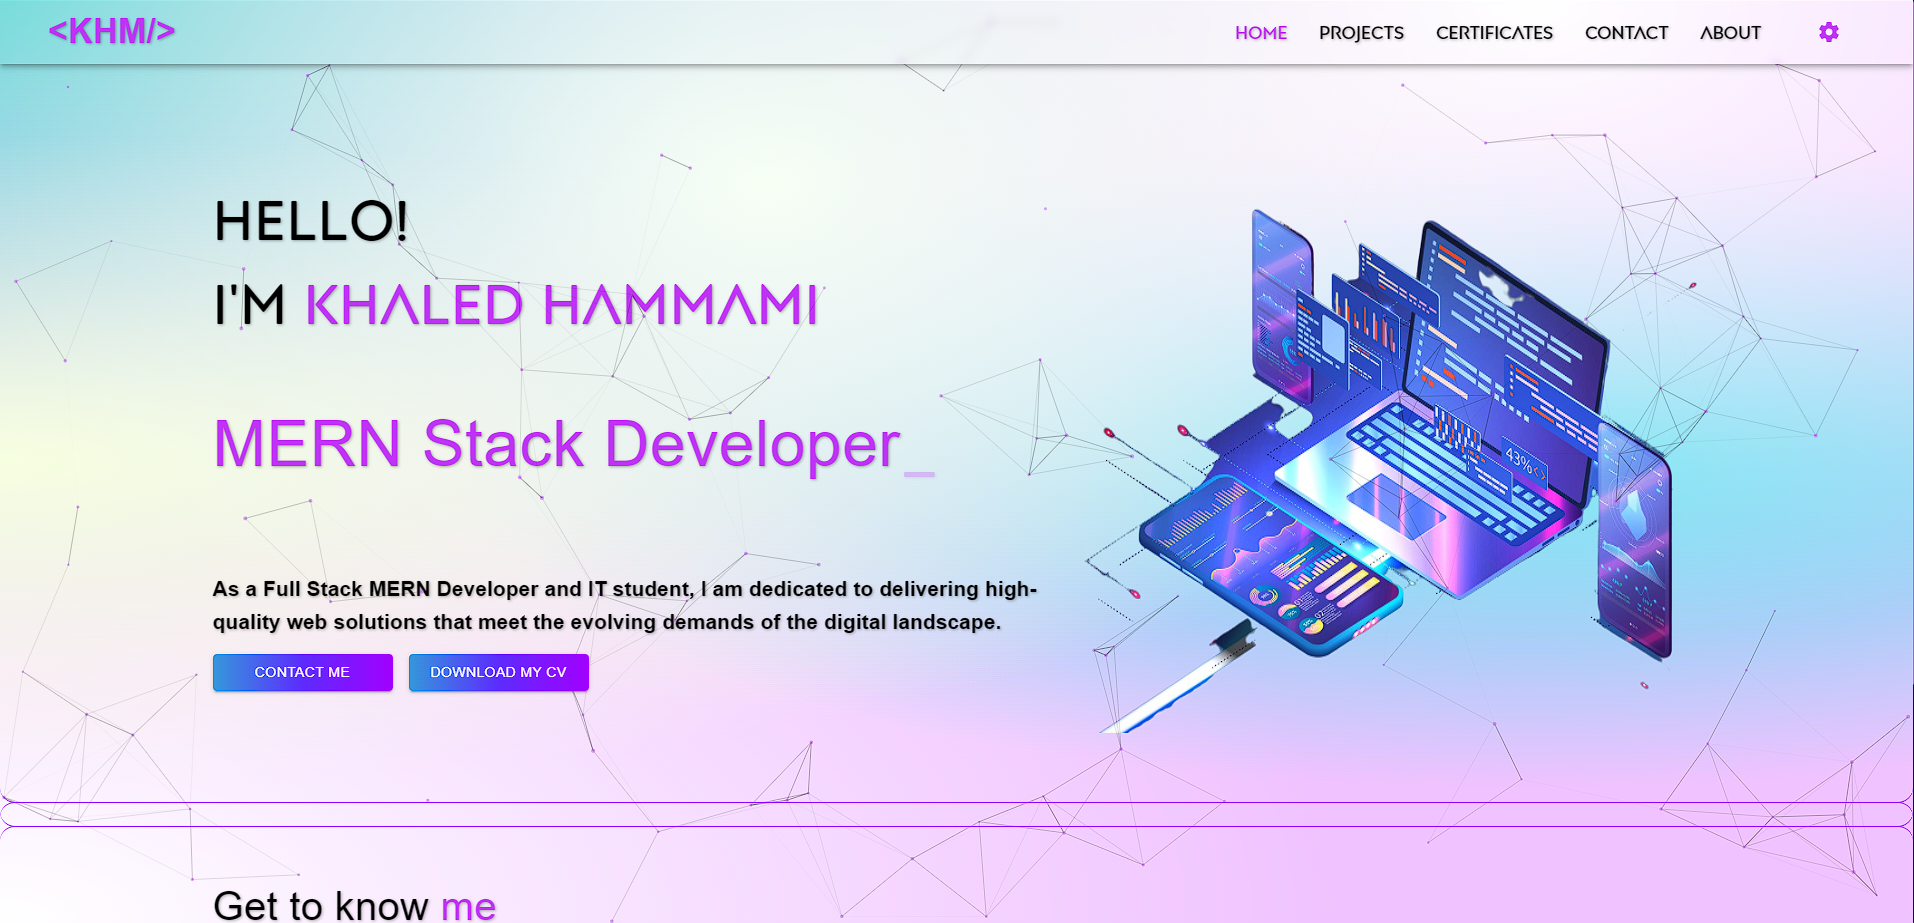 <KHM/>
HOME PROJECTS CERTIFICATES CONTACT ABOUT
HELLO!
I'M KHALED HAMMAMI
MERN Stack Developer_
43%
As a Full Stack MERN Developer and IT student, I am dedicated to delivering high-
quality web solutions that meet the evolving demands of the digital landscape.
CONTACT ME DOWNLOAD MY CV
Get to know me